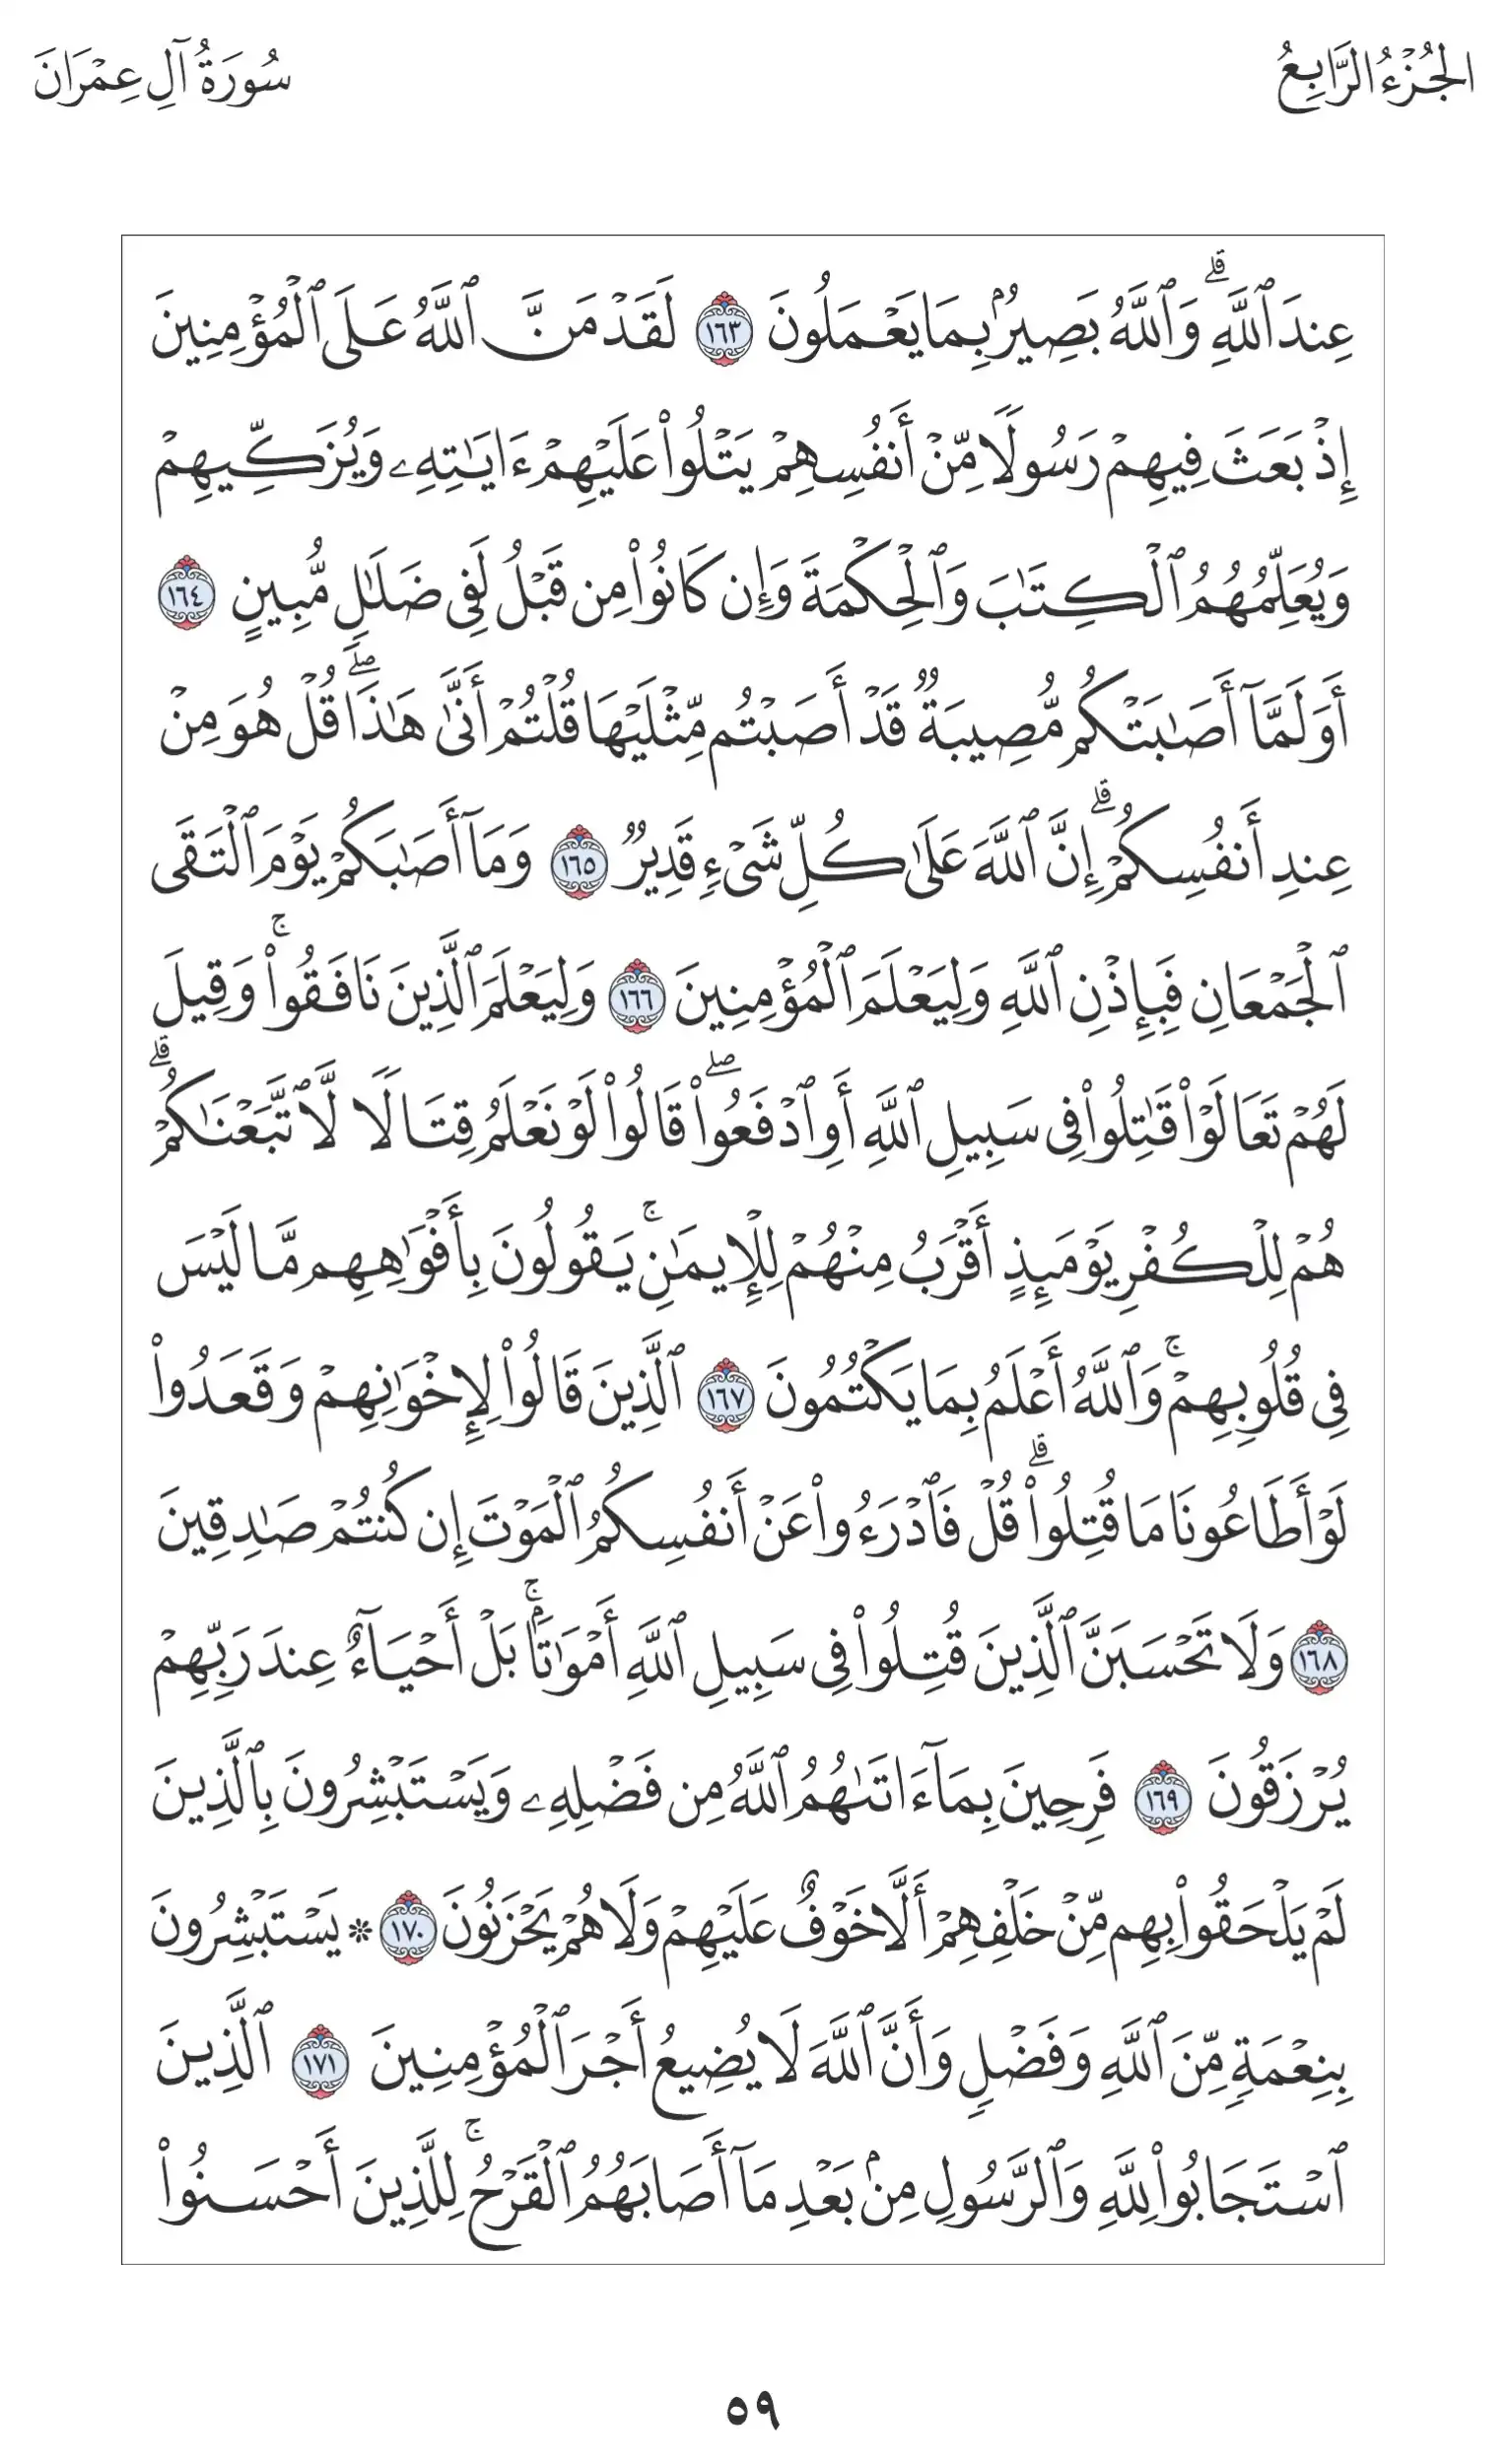 الجُزْءُ الرَّابِعُ
سُورَةُ آلِ عِمْرَانَ
عِندَ ٱللَّهِۗ وَٱللَّهُ بَصِيرُۢ بِمَا يَعْمَلُونَ ١٦٣ لَقَدْ مَنَّ ٱللَّهُ عَلَى ٱلْمُؤْمِنِينَ
إِذْ بَعَثَ فِيهِمْ رَسُولًا مِّنْ أَنفُسِهِمْ يَتْلُوا۟ عَلَيْهِمْ ءَايَـٰتِهِۦ وَيُزَكِّيهِمْ
وَيُعَلِّمُهُمُ ٱلْكِتَـٰبَ وَٱلْحِكْمَةَ وَإِن كَانُوا۟ مِن قَبْلُ لَفِى ضَلَـٰلٍ مُّبِينٍ ١٦٤
أَوَلَمَّآ أَصَـٰبَتْكُم مُّصِيبَةٌ قَدْ أَصَبْتُم مِّثْلَيْهَا قُلْتُمْ أَنَّىٰ هَـٰذَاۖ قُلْ هُوَ مِنْ
عِندِ أَنفُسِكُمْۗ إِنَّ ٱللَّهَ عَلَىٰ كُلِّ شَىْءٍ قَدِيرٌ ١٦٥ وَمَآ أَصَـٰبَكُمْ يَوْمَ ٱلْتَقَى
ٱلْجَمْعَانِ فَبِإِذْنِ ٱللَّهِ وَلِيَعْلَمَ ٱلْمُؤْمِنِينَ ١٦٦ وَلِيَعْلَمَ ٱلَّذِينَ نَافَقُوا۟ۚ وَقِيلَ
لَهُمْ تَعَالَوْا۟ قَـٰتِلُوا۟ فِى سَبِيلِ ٱللَّهِ أَوِ ٱدْفَعُوا۟ۖ قَالُوا۟ لَوْ نَعْلَمُ قِتَالًا لَّٱتَّبَعْنَـٰكُمْۗ
هُمْ لِلْكُفْرِ يَوْمَئِذٍ أَقْرَبُ مِنْهُمْ لِلْإِيمَـٰنِۚ يَقُولُونَ بِأَفْوَٰهِهِم مَّا لَيْسَ
فِى قُلُوبِهِمْۚ وَٱللَّهُ أَعْلَمُ بِمَا يَكْتُمُونَ ١٦٧ ٱلَّذِينَ قَالُوا۟ لِإِخْوَٰنِهِمْ وَقَعَدُوا۟
لَوْ أَطَاعُونَا مَا قُتِلُوا۟ۗ قُلْ فَٱدْرَءُوا۟ عَنْ أَنفُسِكُمُ ٱلْمَوْتَ إِن كُنتُمْ صَـٰدِقِينَ
١٦٨ وَلَا تَحْسَبَنَّ ٱلَّذِينَ قُتِلُوا۟ فِى سَبِيلِ ٱللَّهِ أَمْوَٰتَۢاۚ بَلْ أَحْيَآءٌ عِندَ رَبِّهِمْ
يُرْزَقُونَ ١٦٩ فَرِحِينَ بِمَآ ءَاتَىٰهُمُ ٱللَّهُ مِن فَضْلِهِۦ وَيَسْتَبْشِرُونَ بِٱلَّذِينَ
لَمْ يَلْحَقُوا۟ بِهِم مِّنْ خَلْفِهِمْ أَلَّا خَوْفٌ عَلَيْهِمْ وَلَا هُمْ يَحْزَنُونَ ١٧٠ * يَسْتَبْشِرُونَ
بِنِعْمَةٍ مِّنَ ٱللَّهِ وَفَضْلٍ وَأَنَّ ٱللَّهَ لَا يُضِيعُ أَجْرَ ٱلْمُؤْمِنِينَ ١٧١ ٱلَّذِينَ
ٱسْتَجَابُوا۟ لِلَّهِ وَٱلرَّسُولِ مِنۢ بَعْدِ مَآ أَصَابَهُمُ ٱلْقَرْحُۚ لِلَّذِينَ أَحْسَنُوا۟
٥٩